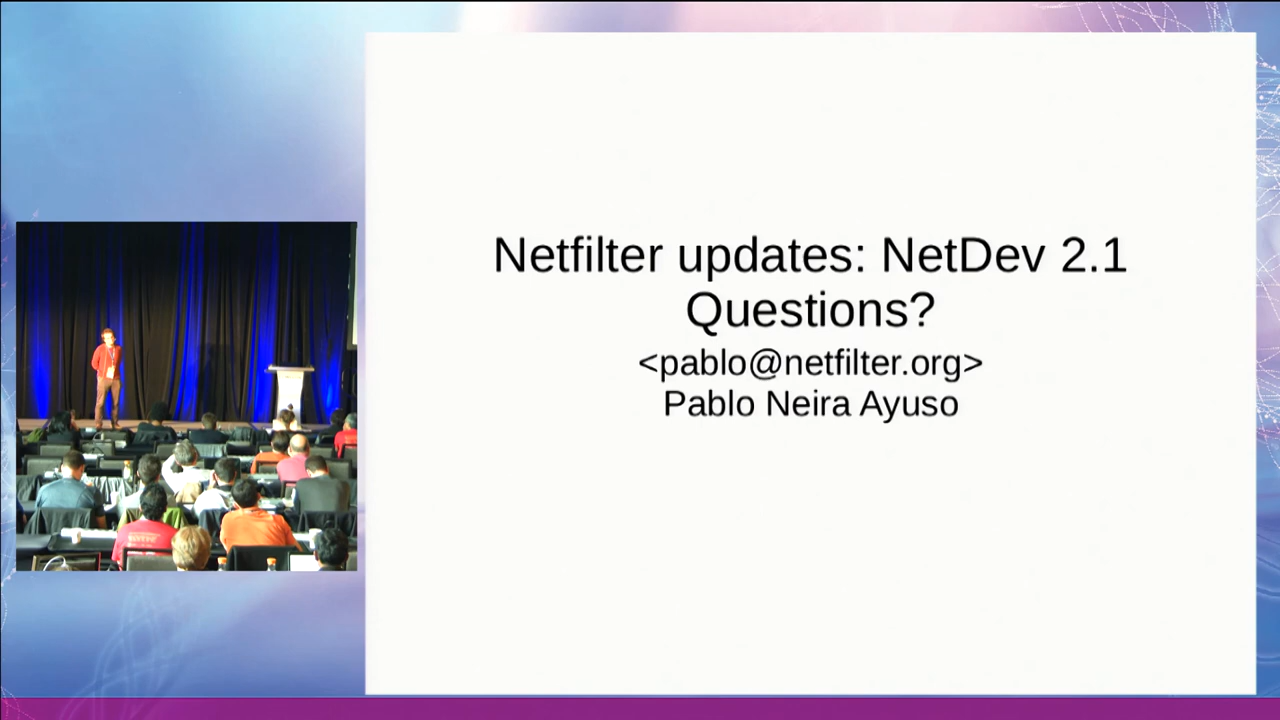 Netfilter updates: NetDev 2.1
Questions?
<pablo@netfilter.org>
Pablo Neira Ayuso